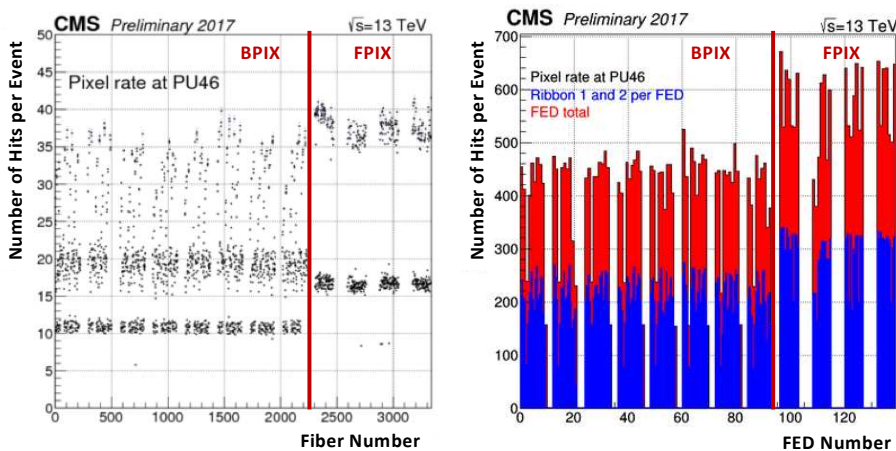 CMS Preliminary 2017 √s=13 TeV
50
45
40
35
30
25
20
15
10
5
0
Number of Hits per Event
BPIX FPIX
Pixel rate at PU46
0 500 1000 1500 2000 2500 3000
Fiber Number
CMS Preliminary 2017 √s=13 TeV
700
600
500
400
300
200
100
0
Number of Hits per Event
BPIX FPIX
Pixel rate at PU46
Ribbon 1 and 2 per FED
FED total
0 20 40 60 80 100 120
FED Number